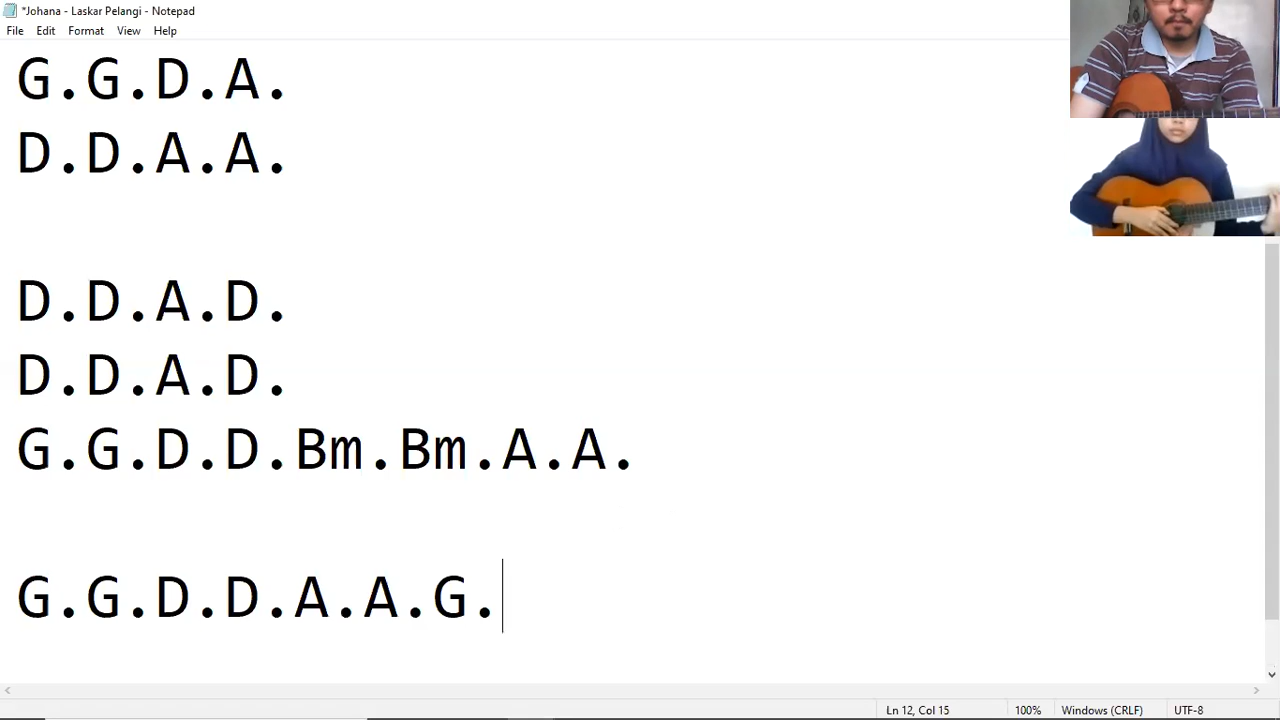 *Johana - Laskar Pelangi - Notepad
File Edit Format View Help
G.G.D.A.
D.D.A.A.
D.D.A.D.
D.D.A.D.
G.G.D.D.Bm.Bm.A.A.
G.G.D.D.A.A.G.
Ln 12, Col 15 100% Windows (CRLF) UTF-8